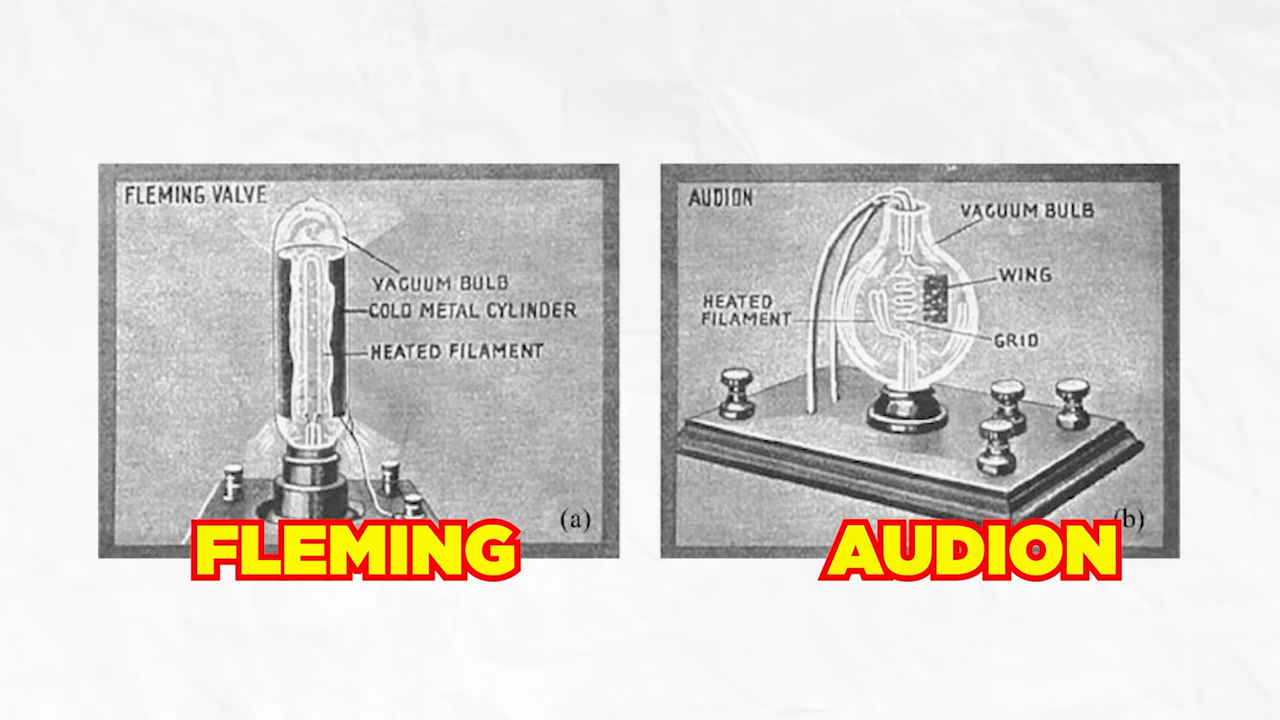 FLEMING VALVE
VACUUM BULB
COLD METAL CYLINDER
HEATED FILAMENT
(a)
FLEMING
AUDION
VACUUM BULB
WING
HEATED
FILAMENT
GRID
(b)
AUDION